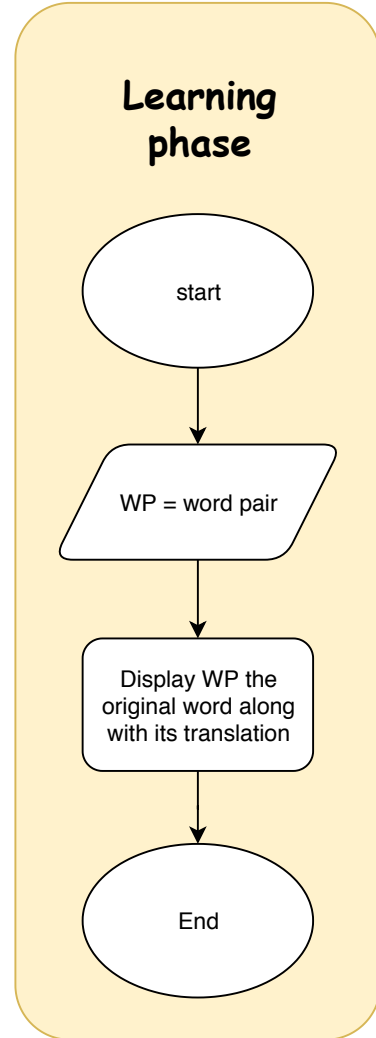 Learning
phase
start
WP = word pair
Display WP the
original word along
with its translation
End